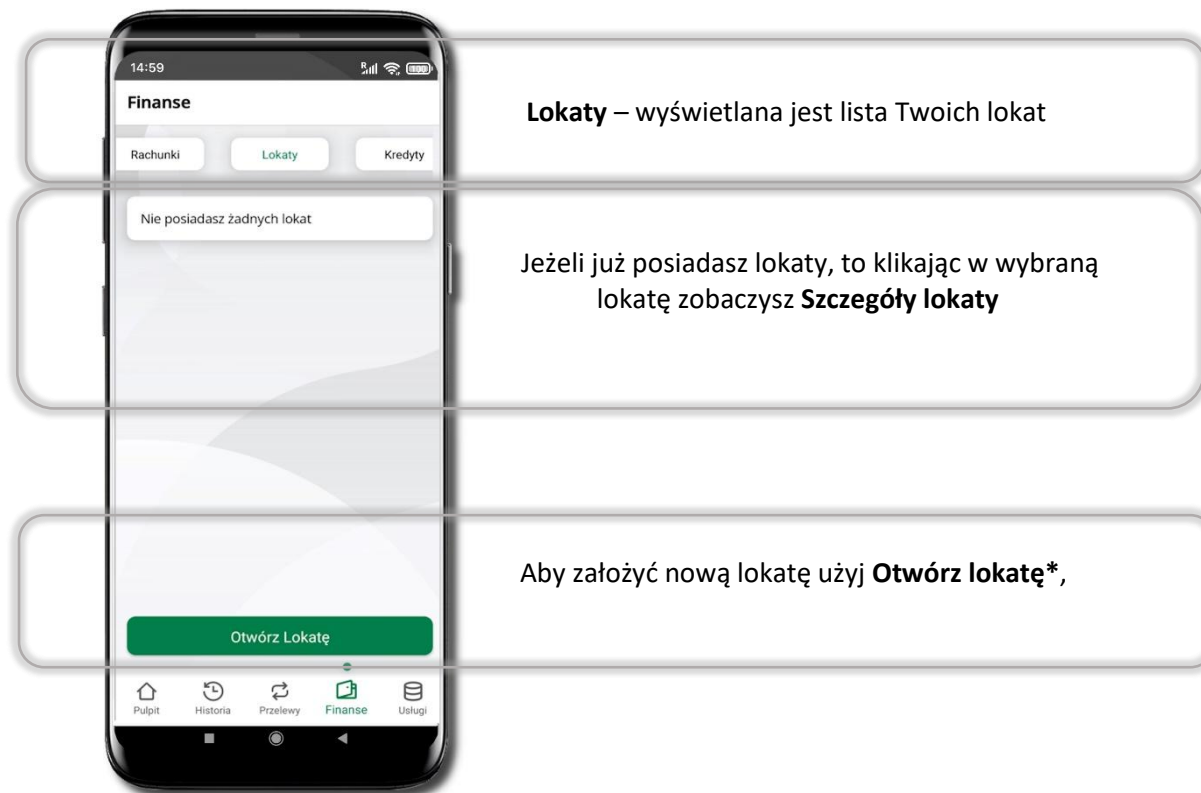 14:59
Finanse
Rachunki
Lokaty
Kredyty
Nie posiadasz żadnych lokat
Otwórz Lokatę
Pulpit
Historia
Przelewy
Finanse
Usługi
Lokaty – wyświetlana jest lista Twoich lokat
Jeżeli już posiadasz lokaty, to klikając w wybraną
lokatę zobaczysz Szczegóły lokaty
Aby założyć nową lokatę użyj Otwórz lokatę*,